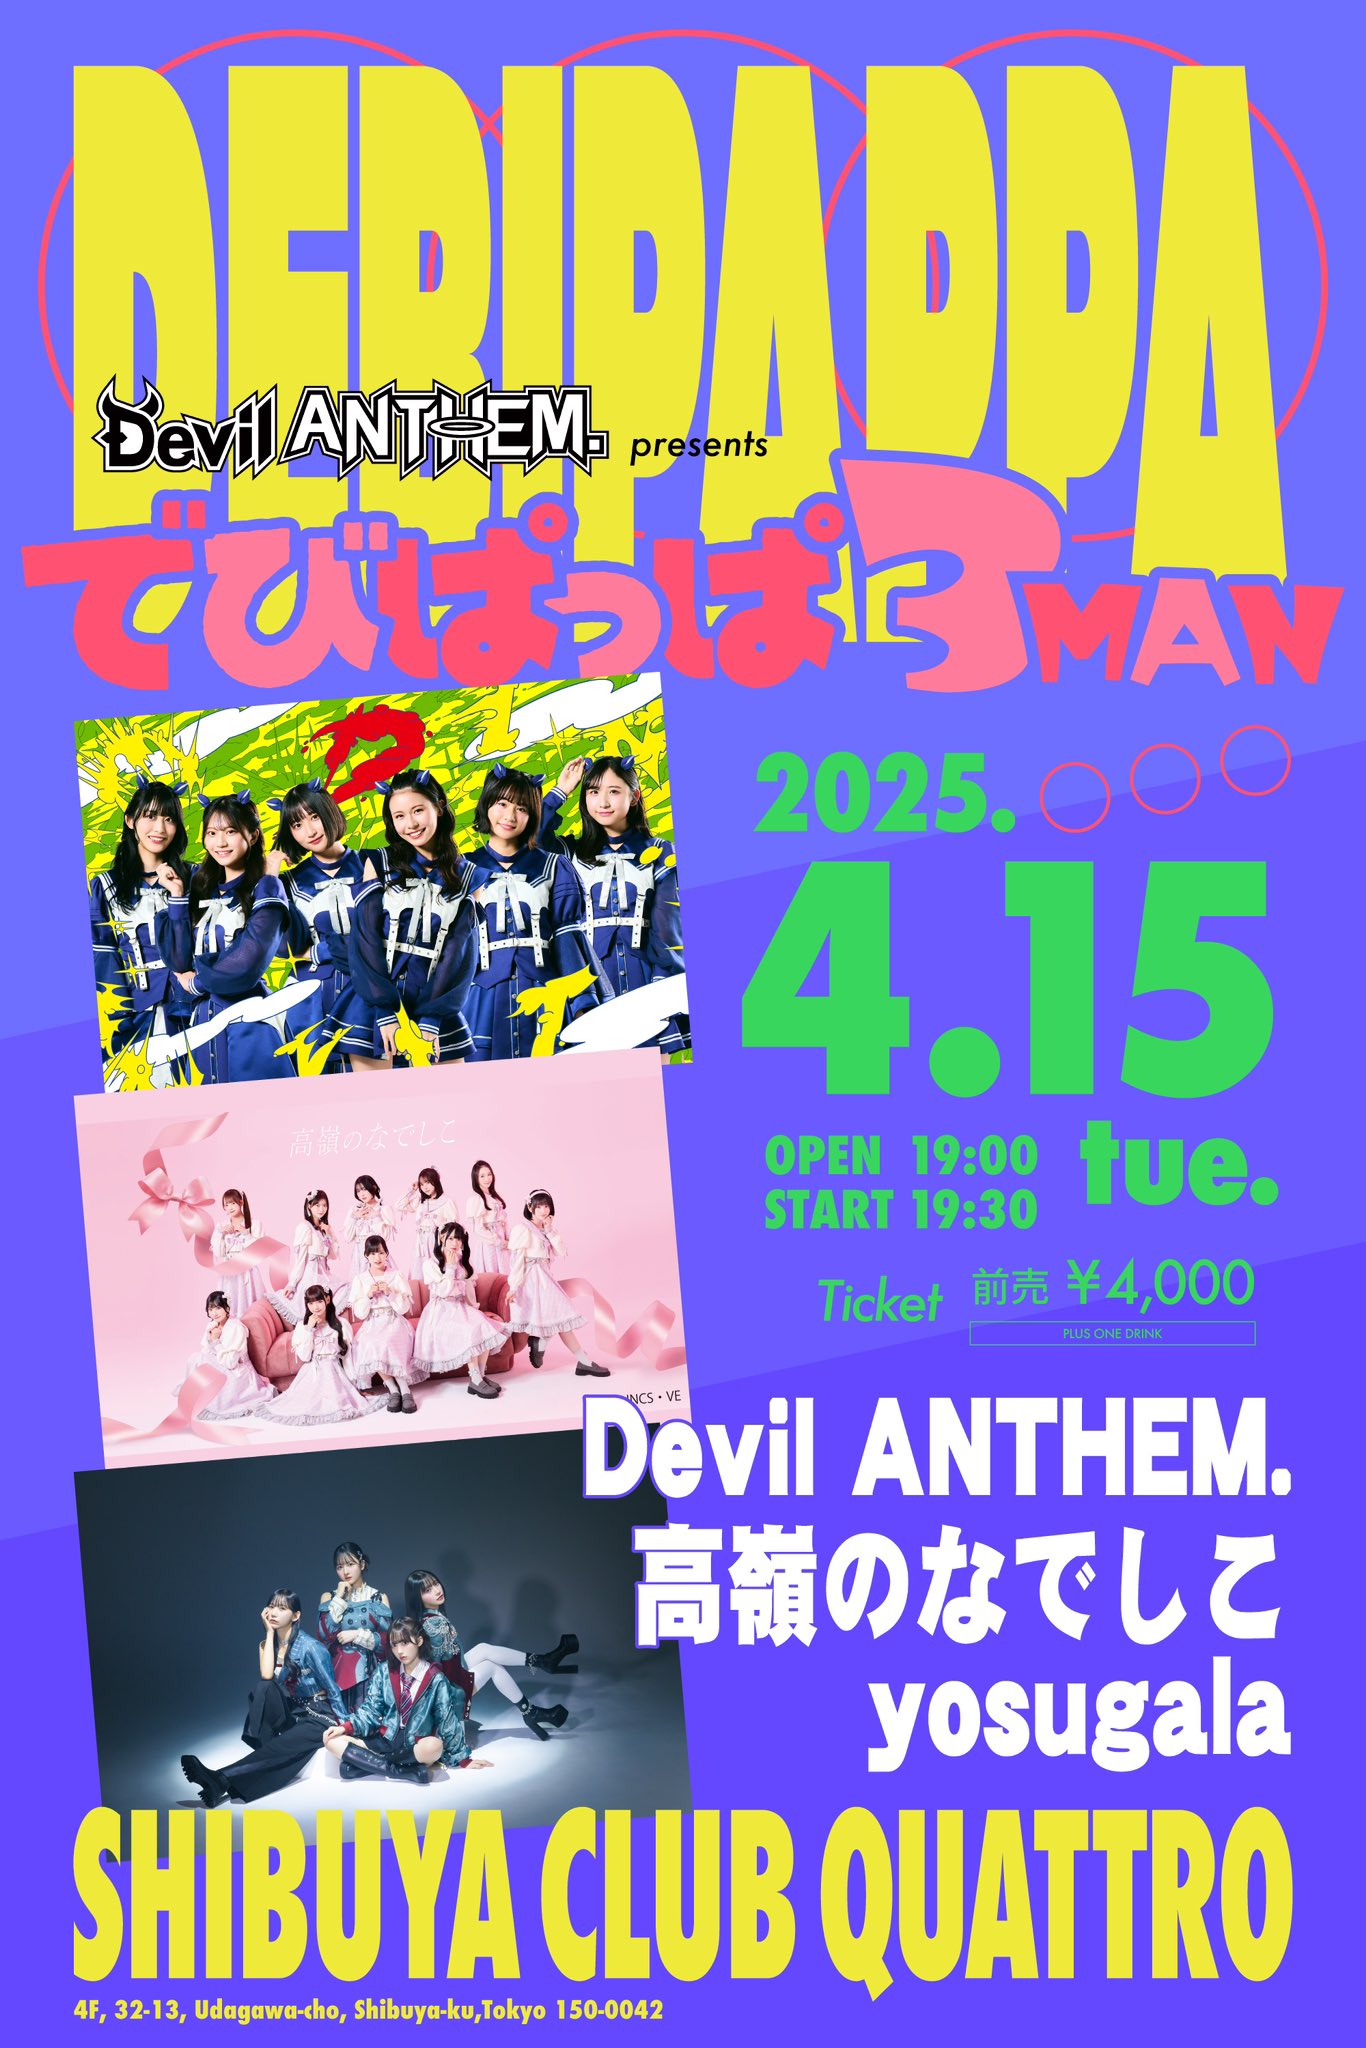 DEBIPAPPA
Devil ANTHEM. presents
でびぱっぱ3MAN
2025.
4.15
tue.
OPEN 19:00
START 19:30
Ticket 前売 ¥4,000
PLUS ONE DRINK
高嶺のなでしこ
INCS・VE
Devil ANTHEM.
高嶺のなでしこ
yosugala
SHIBUYA CLUB QUATTRO
4F, 32-13, Udagawa-cho, Shibuya-ku,Tokyo 150-0042